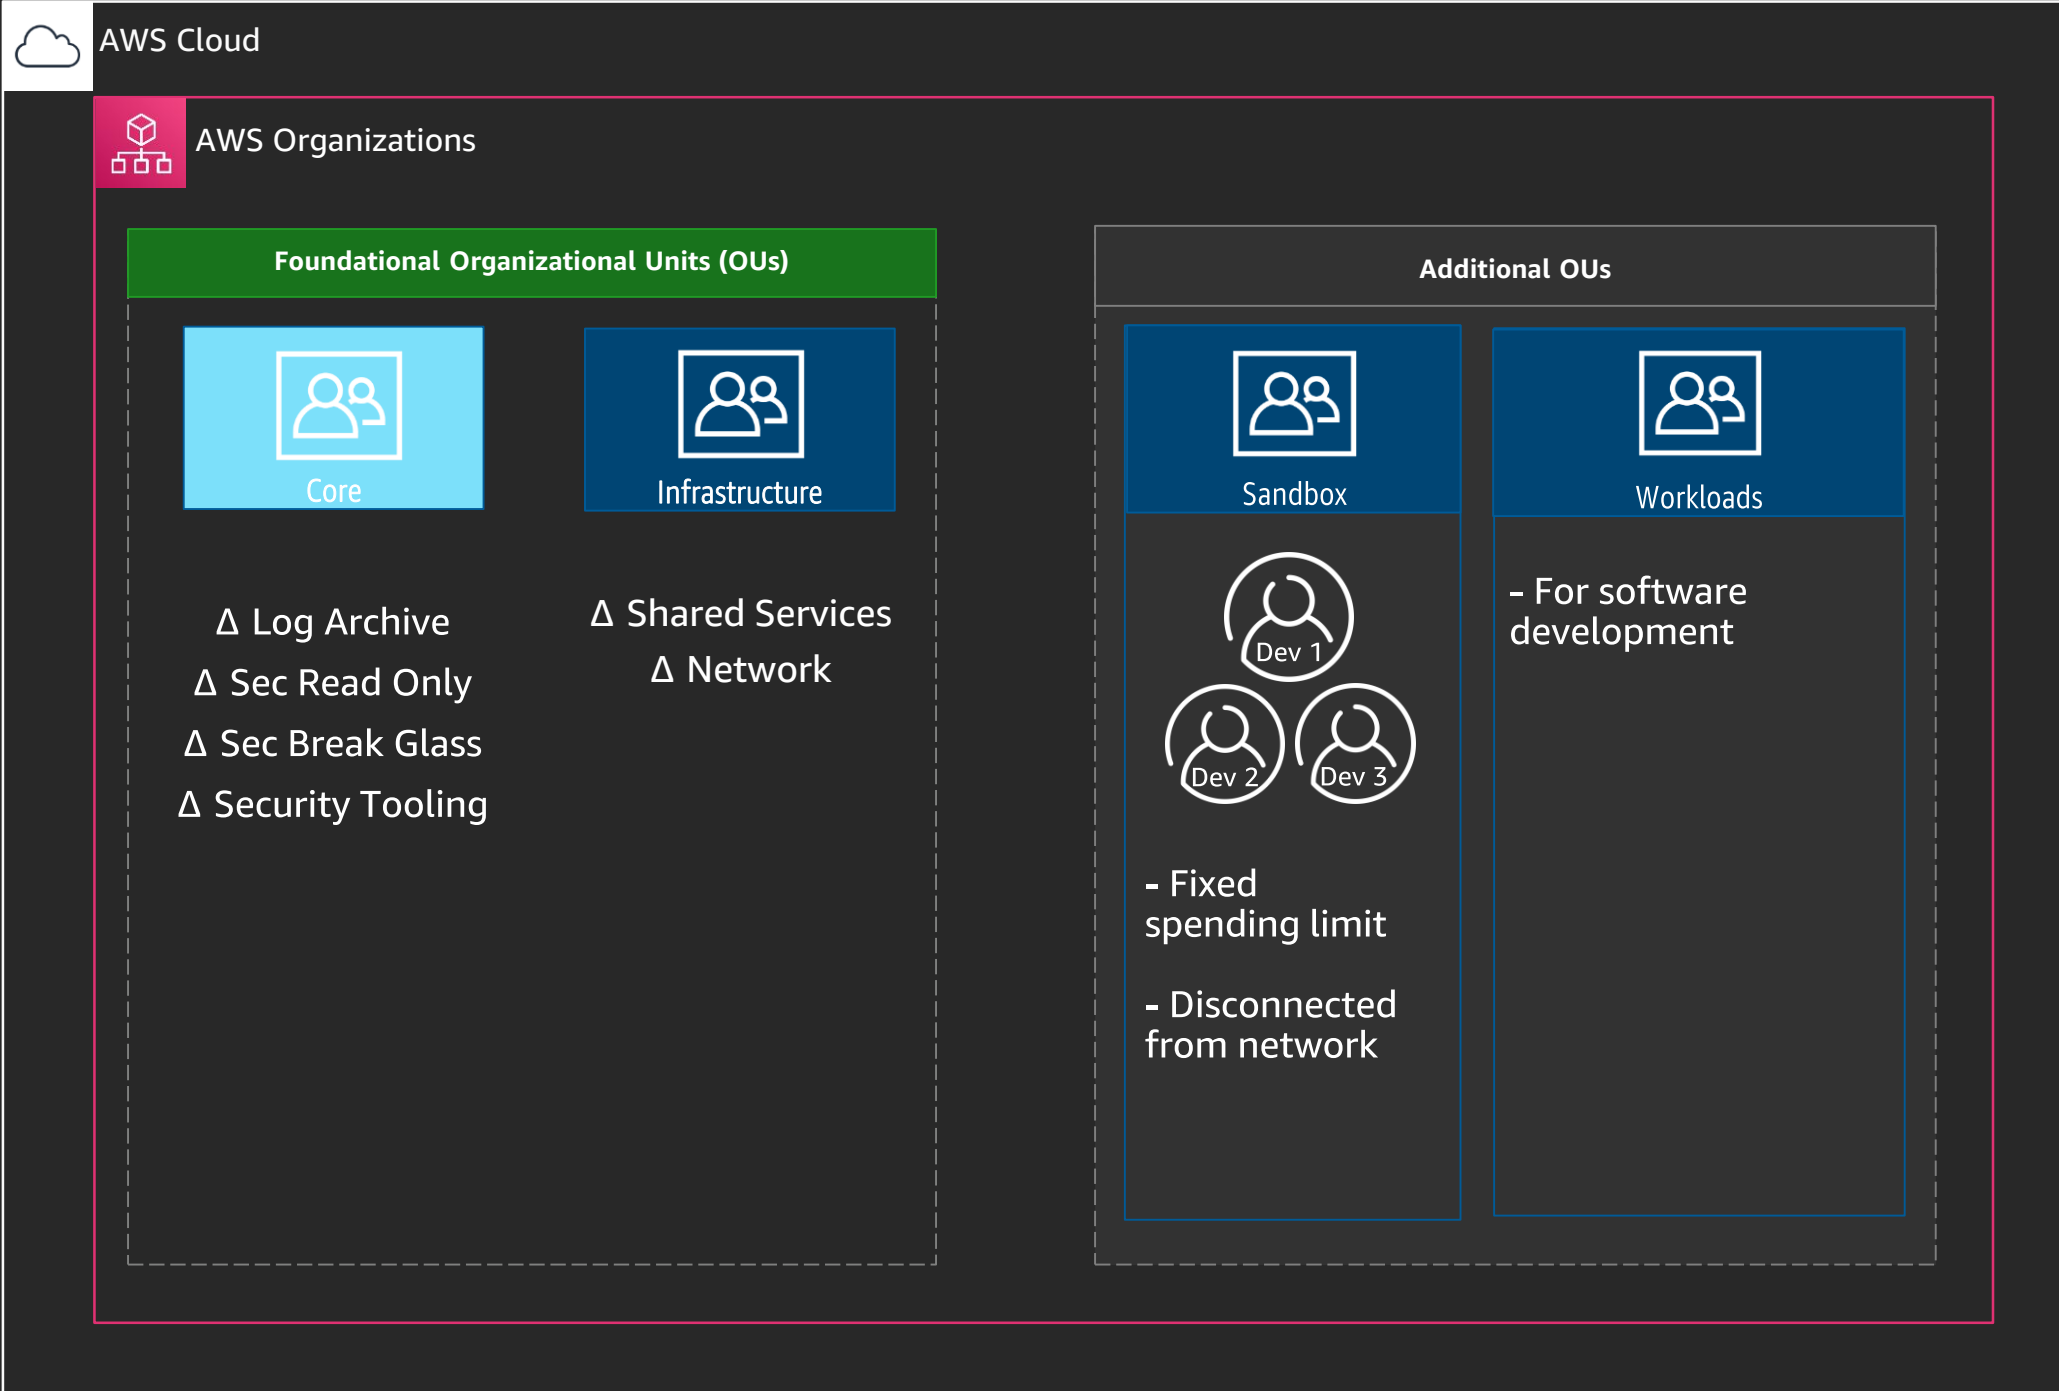 AWS Cloud
AWS Organizations
Foundational Organizational Units (OUs)
Core
Infrastructure
Δ Log Archive
Δ Sec Read Only
Δ Sec Break Glass
Δ Security Tooling
Δ Shared Services
Δ Network
Additional OUs
Sandbox
Dev 1
Dev 2
Dev 3
- Fixed
spending limit
- Disconnected
from network
Workloads
- For software
development